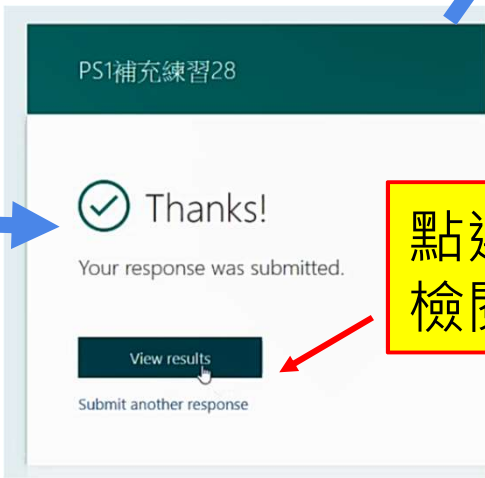 PS1補充練習28
Thanks!
Your response was submitted.
點
檢
View results
Submit another response